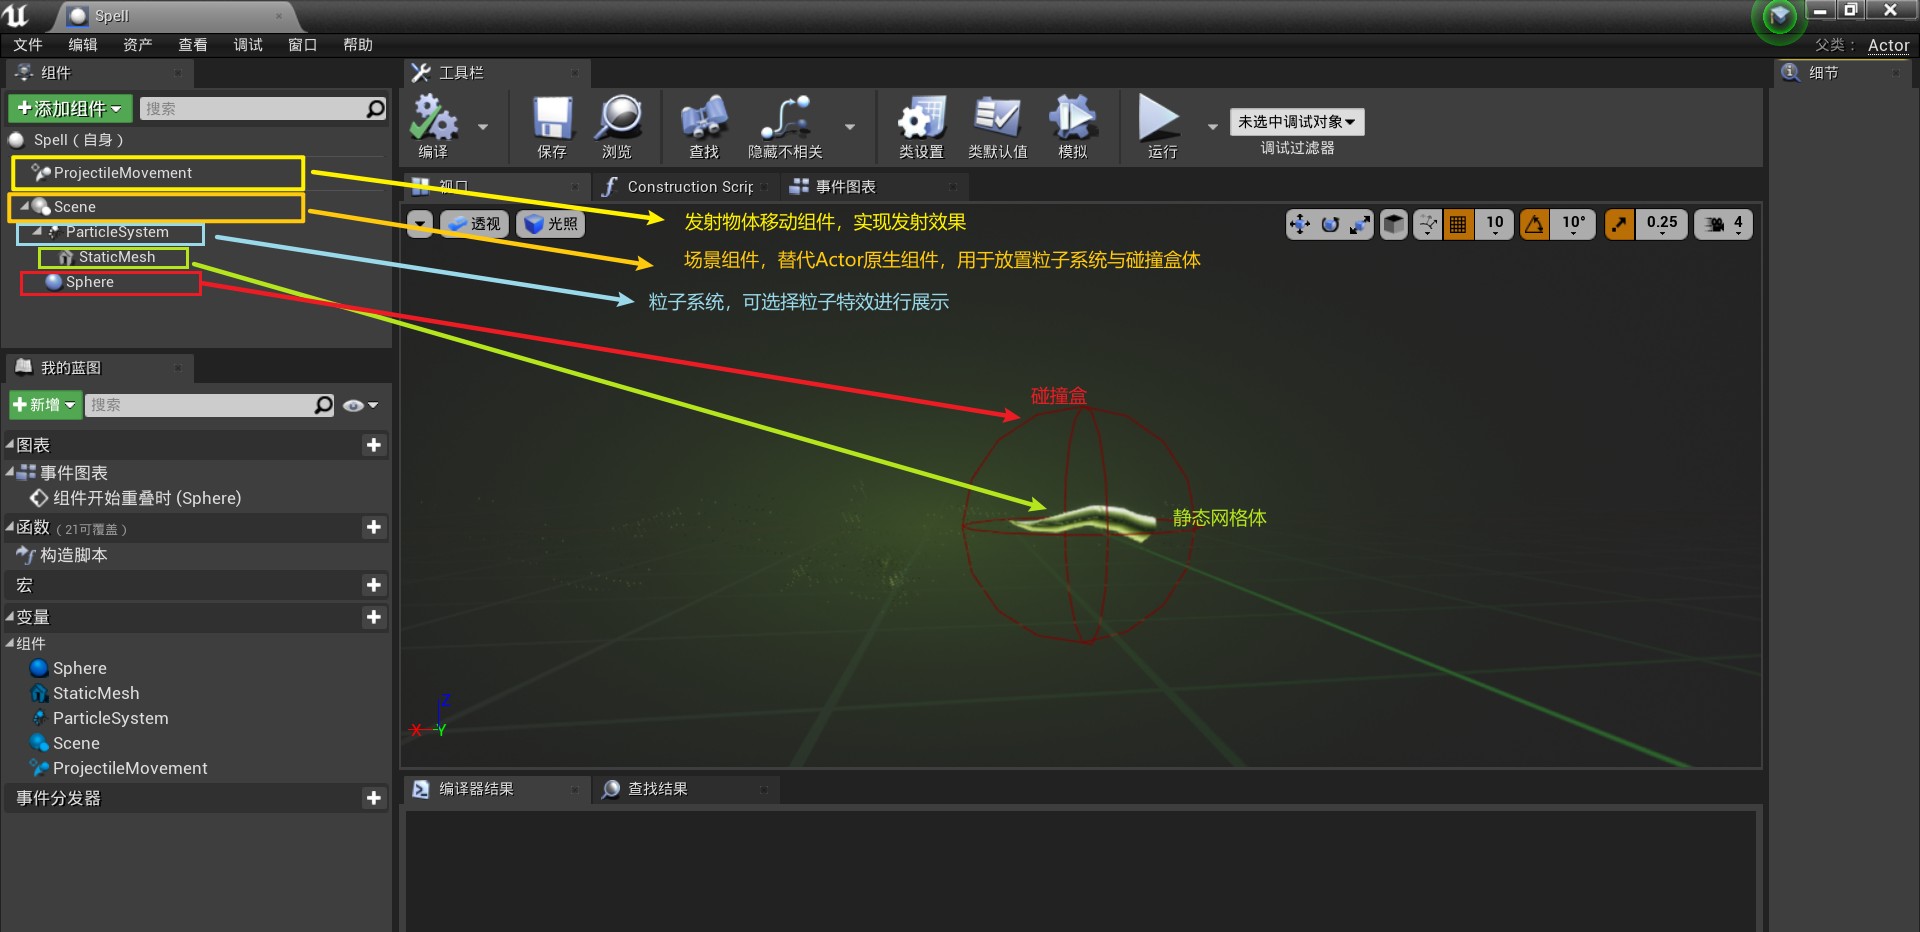 Spell
文件 编辑 资产 查看 调试 窗口 帮助
父类： Actor
组件
工具栏
细节
添加组件
搜索
编译
保存
浏览
查找
隐藏不相关
类设置
类默认值
模拟
运行
未选中调试对象
调试过滤器
Spell（自身）
ProjectileMovement
Scene
ParticleSystem
StaticMesh
Sphere
视口
Construction Scrip
事件图表
透视
光照
10
10°
0.25
4
发射物体移动组件，实现发射效果
场景组件，替代Actor原生组件，用于放置粒子系统与碰撞盒体
粒子系统，可选择粒子特效进行展示
碰撞盒
静态网格体
Z
X
Y
我的蓝图
新增
搜索
图表
事件图表
组件开始重叠时 (Sphere)
函数（21可覆盖）
构造脚本
宏
变量
组件
Sphere
StaticMesh
ParticleSystem
Scene
ProjectileMovement
事件分发器
编译器结果
查找结果